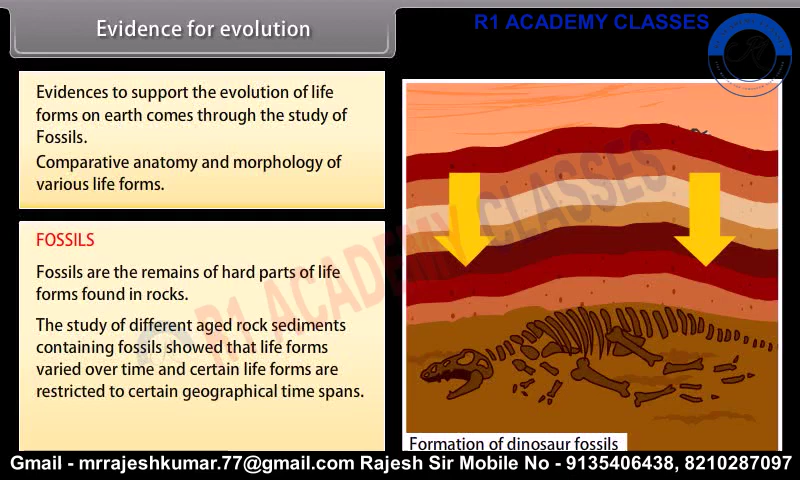 Evidence for evolution
R1 ACADEMY CLASSES
Evidences to support the evolution of life
forms on earth comes through the study of
Fossils.
Comparative anatomy and morphology of
various life forms.
FOSSILS
Fossils are the remains of hard parts of life
forms found in rocks.
The study of different aged rock sediments
containing fossils showed that life forms
varied over time and certain life forms are
restricted to certain geographical time spans.
R1 ACADEMY CLASSES
Formation of dinosaur fossils
Gmail - mrrajeshkumar.77@gmail.com Rajesh Sir Mobile No - 9135406438, 8210287097